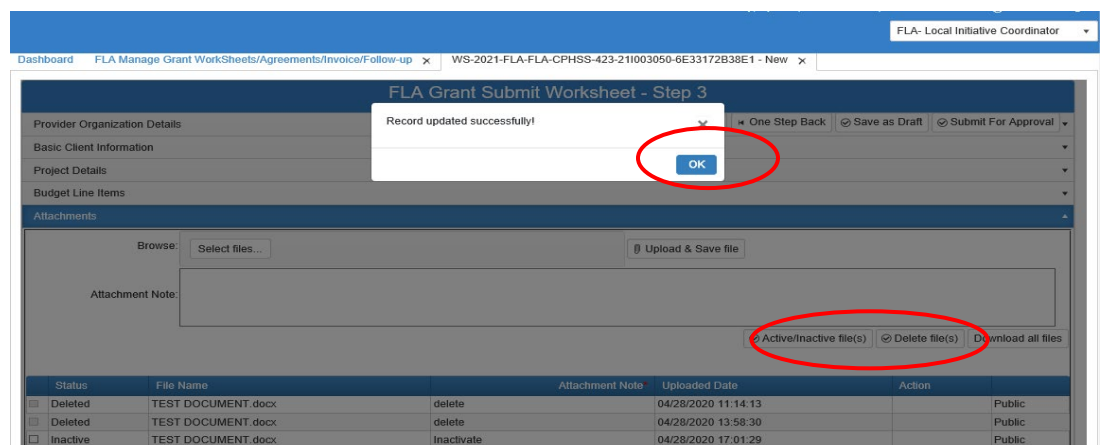 FLA- Local Initiative Coordinator
Dashboard FLA Manage Grant WorkSheets/Agreements/Invoice/Follow-up x WS-2021-FLA-FLA-CPHSS-423-21I003050-6E33172B38E1 - New x
FLA Grant Submit Worksheet - Step 3
Record updated successfully!
OK
Provider Organization Details One Step Back Save as Draft Submit For Approval
Basic Client Information
Project Details
Budget Line Items
Attachments
Browse: Select files... Upload & Save file
Attachment Note:
Active/Inactive file(s) Delete file(s) Download all files
Status File Name Attachment Note* Uploaded Date Action
Deleted TEST DOCUMENT.docx delete 04/28/2020 11:14:13 Public
Deleted TEST DOCUMENT.docx delete 04/28/2020 13:58:30 Public
Inactive TEST DOCUMENT.docx Inactivate 04/28/2020 17:01:29 Public